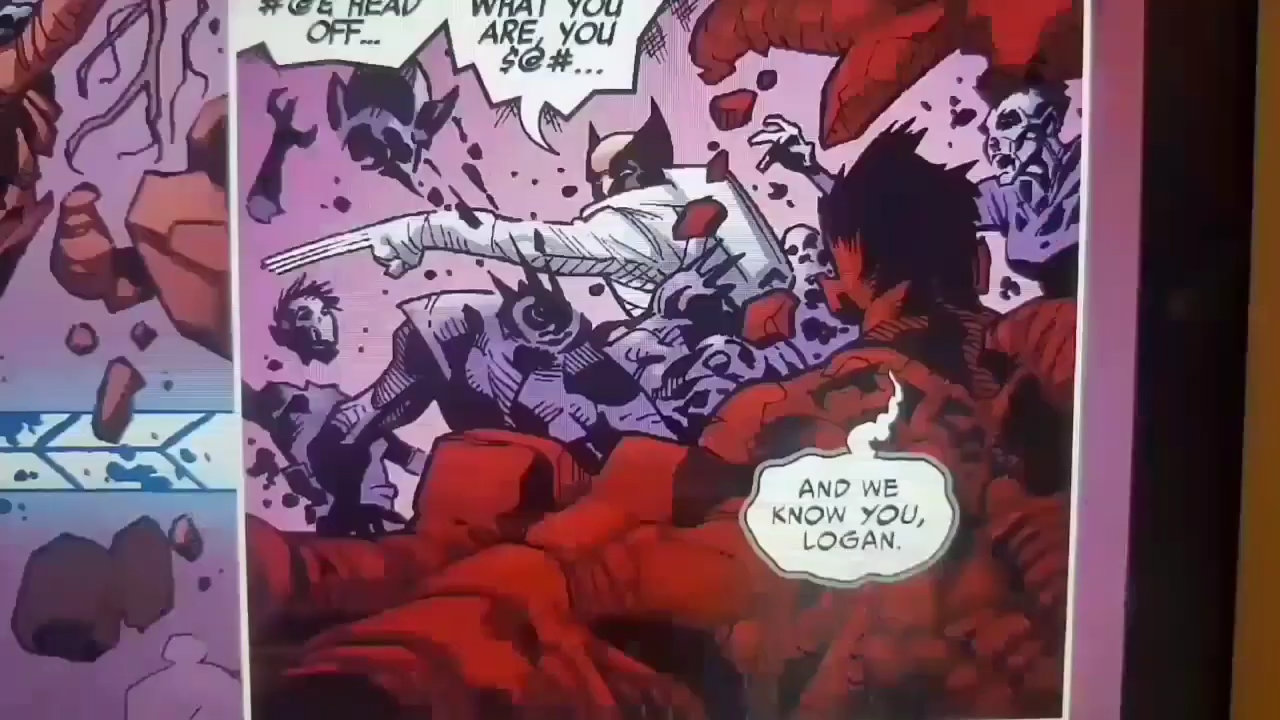 #@& HEAD
OFF...
WHAT YOU
ARE, YOU
$@#...
AND WE
KNOW YOU,
LOGAN.